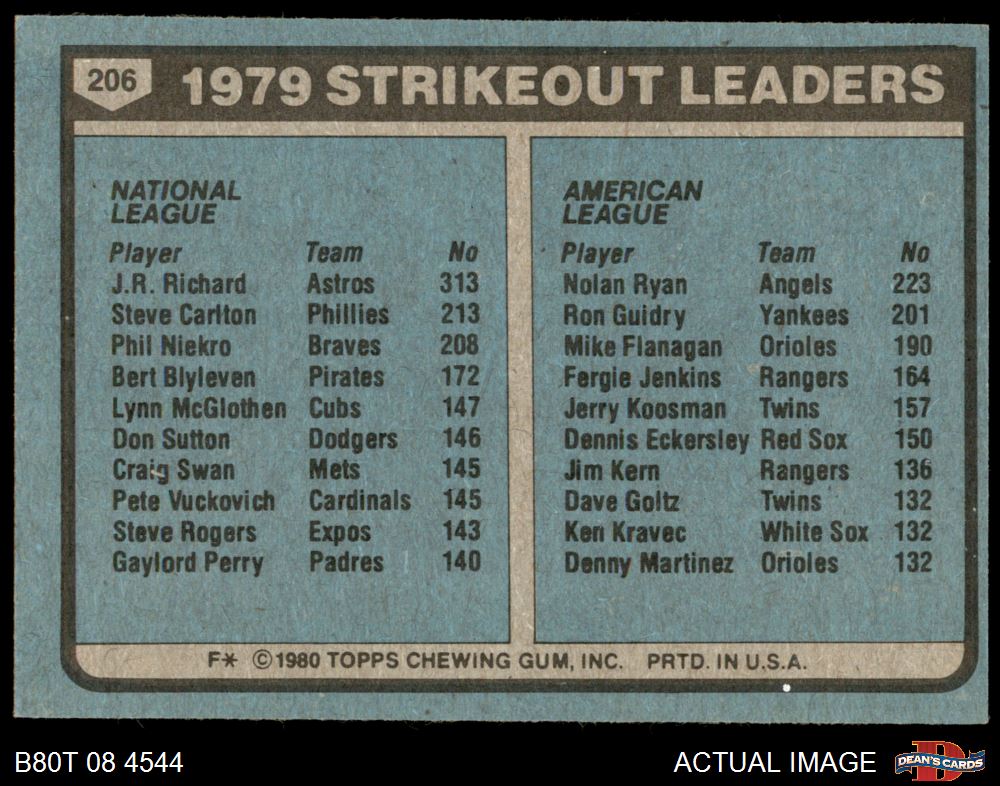 206
1979 STRIKEOUT LEADERS
NATIONAL
LEAGUE
Player Team No
J.R. Richard Astros 313
Steve Carlton Phillies 213
Phil Niekro Braves 208
Bert Blyleven Pirates 172
Lynn McGlothen Cubs 147
Don Sutton Dodgers 146
Craig Swan Mets 145
Pete Vuckovich Cardinals 145
Steve Rogers Expos 143
Gaylord Perry Padres 140
AMERICAN
LEAGUE
Player Team No
Nolan Ryan Angels 223
Ron Guidry Yankees 201
Mike Flanagan Orioles 190
Fergie Jenkins Rangers 164
Jerry Koosman Twins 157
Dennis Eckersley Red Sox 150
Jim Kern Rangers 136
Dave Goltz Twins 132
Ken Kravec White Sox 132
Denny Martinez Orioles 132
F* ©1980 TOPPS CHEWING GUM, INC. PRTD. IN U.S.A.
B80T 08 4544
ACTUAL IMAGE
D
DEAN'S CARDS